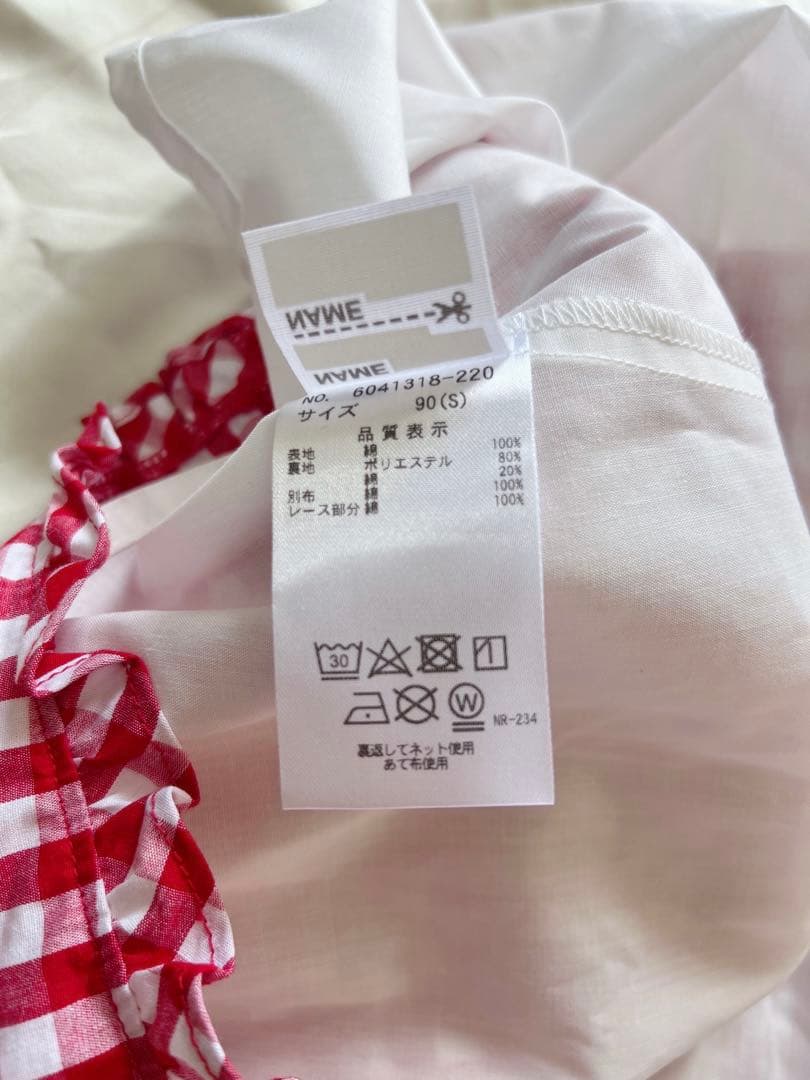 NAME
NAME
NO. 6041318-220
サイズ 90(S)
品質表示
表地 綿 100%
裏地 ポリエステル 80%
綿 20%
別布 綿 100%
レース部分 綿 100%
30
W
NR-234
裏返してネット使用
あて布使用